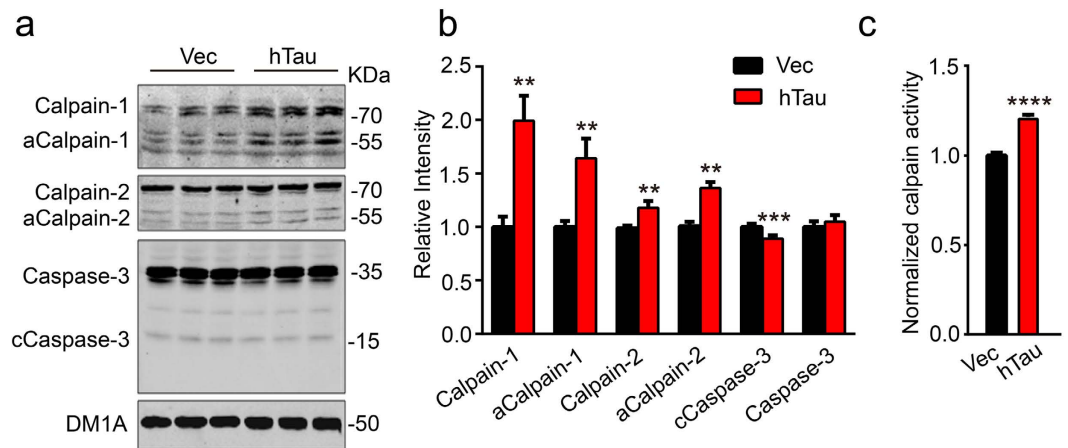 a
Vec hTau
KDa
Calpain-1
aCalpain-1
-70
-55
Calpain-2
aCalpain-2
-70
-55
Caspase-3
cCaspase-3
-35
-15
DM1A
-50
b
Relative Intensity
2.5
2.0
1.5
1.0
0.5
0.0
** ** ** ** ***
Vec
hTau
Calpain-1 aCalpain-1 Calpain-2 aCalpain-2 cCaspase-3 Caspase-3
c
Normalized calpain activity
1.5
1.0
0.5
0.0
****
Vec hTau